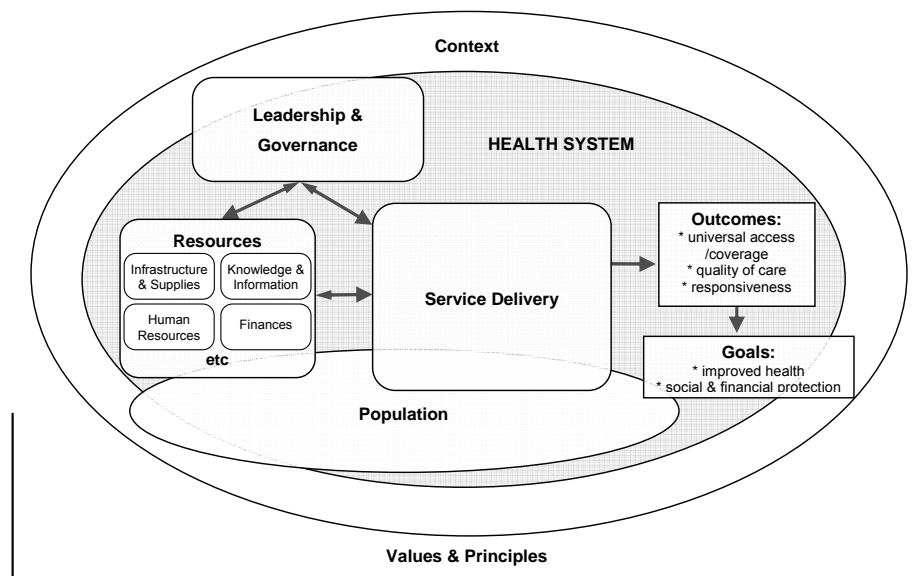 Context
Leadership &
Governance
HEALTH SYSTEM
Resources
Infrastructure
& Supplies
Knowledge &
Information
Human
Resources
Finances
etc
Service Delivery
Outcomes:
* universal access
/coverage
* quality of care
* responsiveness
Goals:
* improved health
* social & financial protection
Population
Values & Principles